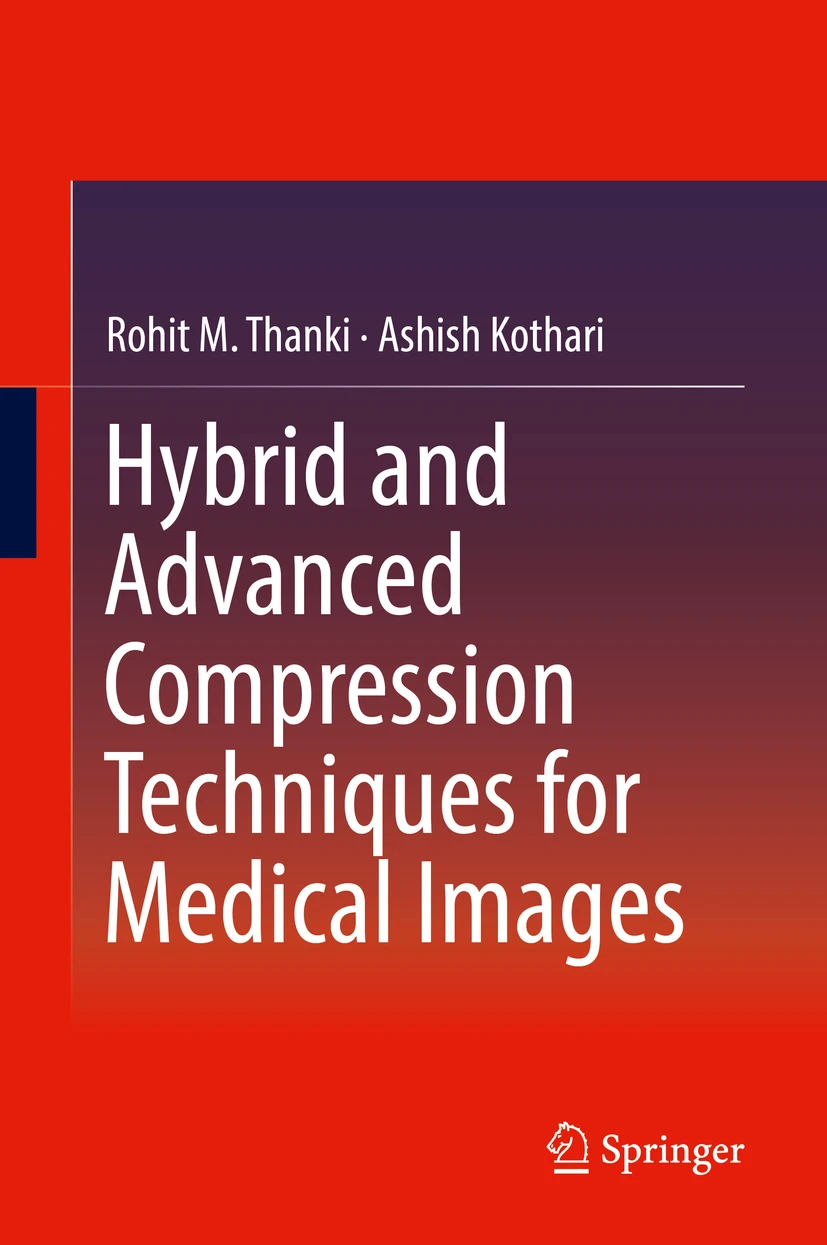 Rohit M. Thanki · Ashish Kothari
Hybrid and
Advanced
Compression
Techniques for
Medical Images
Springer